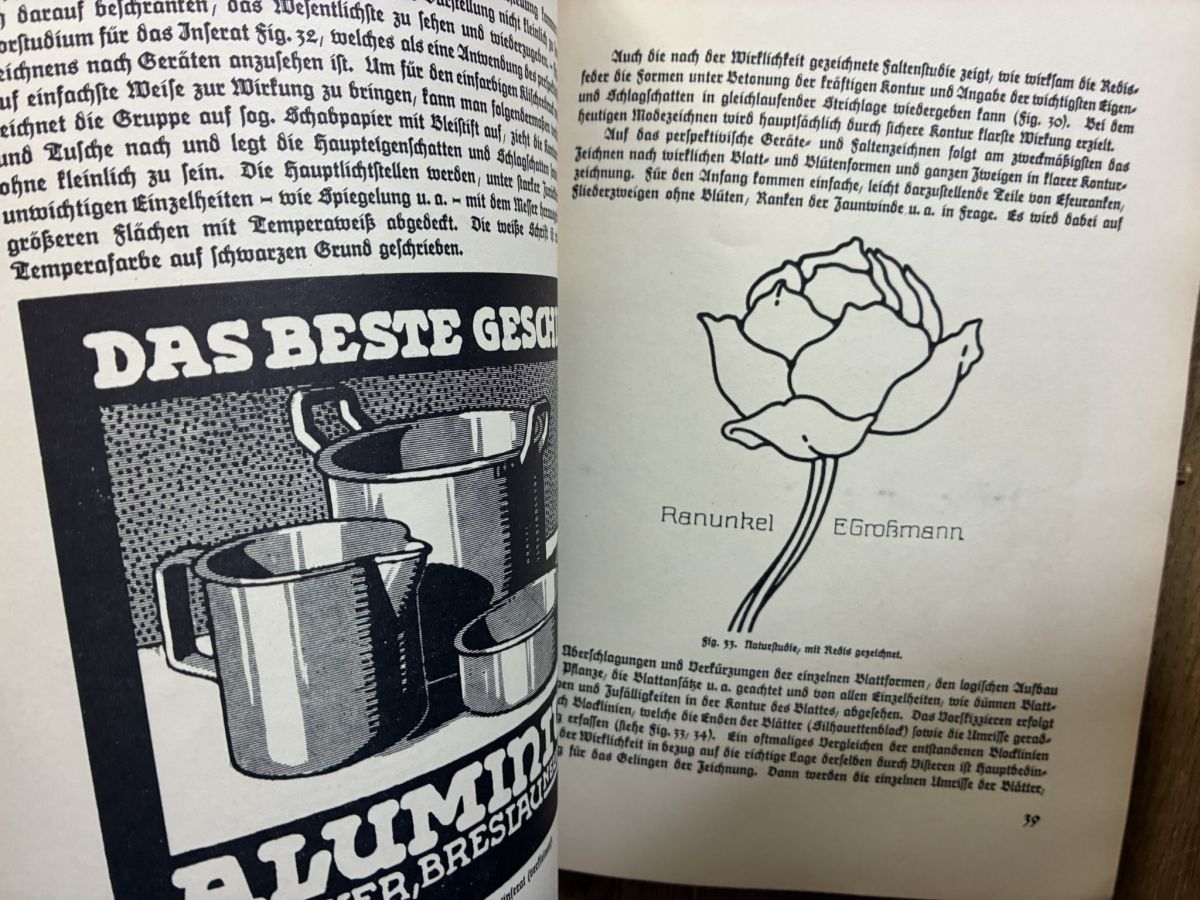 darauf beschränken, das Wesentlichste zu sehen und wiederzugeben.
orstudium für das Inserat Fig. 32, welches als eine Anwendung des
eichnens nach Geräten anzusehen ist. Um für den einfarbigen
uf einfachste Weise zur Wirkung zu bringen, kann man folgendermaßen
eichnet die Gruppe auf sog. Schabpapier mit Bleistift auf, zieht die
und Tusche nach und legt die Haupteigenschatten und Schlagschatten
ohne kleinlich zu sein. Die Hauptlichtstellen werden, unter starker
unwichtigen Einzelheiten – wie Spiegelung u. a. – mit dem Messer
größeren Flächen mit Temperaweiß abgedeckt. Die weiße Schrift ist
Temperafarbe auf schwarzen Grund geschrieben.
DAS BESTE GESCH
ALUMINI
ER, BRESLAU
Auch die nach der Wirklichkeit gezeichnete Faltenstudie zeigt, wie wirksam die Redis-
feder die Formen unter Betonung der kräftigen Kontur und Angabe der wichtigsten Eigen-
und Schlagschatten in gleichlaufender Strichlage wiedergeben kann (Fig. 30). Bei dem
heutigen Modezeichnen wird hauptsächlich durch sichere Kontur klarste Wirkung erzielt.
Auf das perspektivische Geräte- und Faltenzeichnen folgt am zweckmäßigsten das
Zeichnen nach wirklichen Blatt- und Blütenformen und ganzen Zweigen in klarer Kontur-
zeichnung. Für den Anfang kommen einfache, leicht darzustellende Teile von Efeuranken,
Fliederzweigen ohne Blüten, Ranken der Zaunwinde u. a. in Frage. Es wird dabei auf
Ranunkel EGroßmann
Fig. 33. Naturstudie, mit Redis gezeichnet.
Überschlagungen und Verkürzungen der einzelnen Blattformen, den logischen Aufbau
Pflanze, die Blattansätze u. a. geachtet und von allen Einzelheiten, wie dünnen Blatt-
en und Zufälligkeiten in der Kontur des Blattes, abgesehen. Das Vorskizzieren erfolgt
h Blocklinien, welche die Enden der Blätter (Silhouettenblock) sowie die Umrisse gerad-
g erfassen (siehe Fig. 33/34). Ein oftmaliges Vergleichen der entstandenen Blocklinien
der Wirklichkeit in bezug auf die richtige Lage derselben durch Visieren ist Hauptbedin-
g für das Gelingen der Zeichnung. Dann werden die einzelnen Umrisse der Blätter,
39